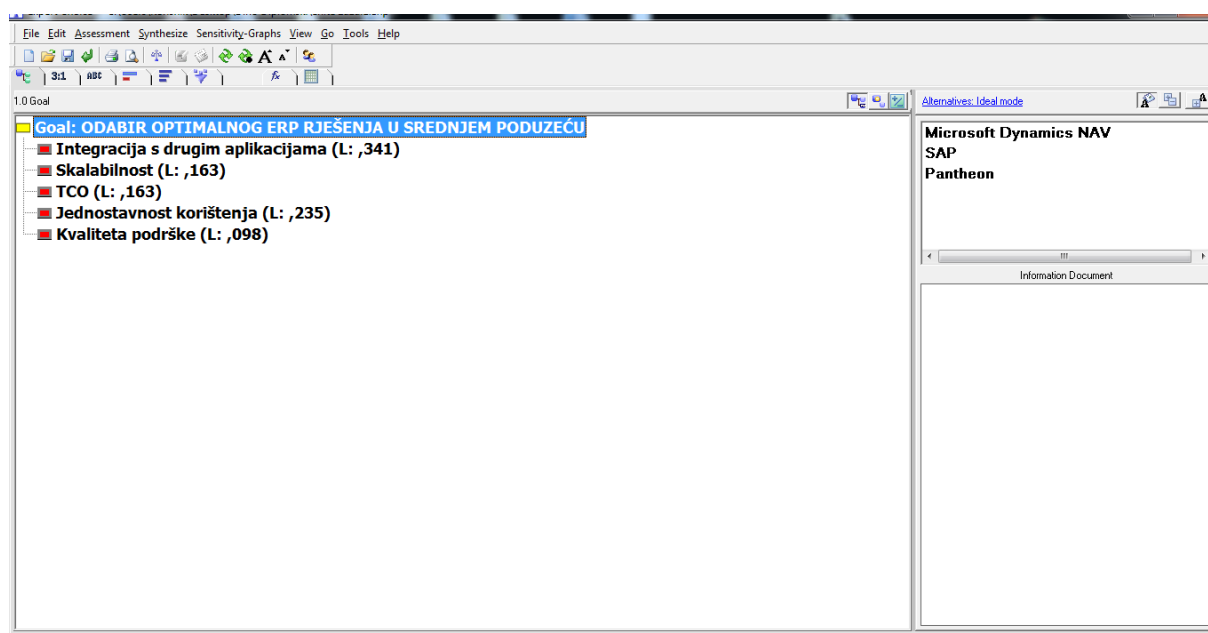 File Edit Assessment Synthesize Sensitivity-Graphs View Go Tools Help
3:1 ABC fx
1.0 Goal
Goal: ODABIR OPTIMALNOG ERP RJEŠENJA U SREDNJEM PODUZEĆU
Integracija s drugim aplikacijama (L: ,341)
Skalabilnost (L: ,163)
TCO (L: ,163)
Jednostavnost korištenja (L: ,235)
Kvaliteta podrške (L: ,098)
Alternatives: Ideal mode
Microsoft Dynamics NAV
SAP
Pantheon
Information Document